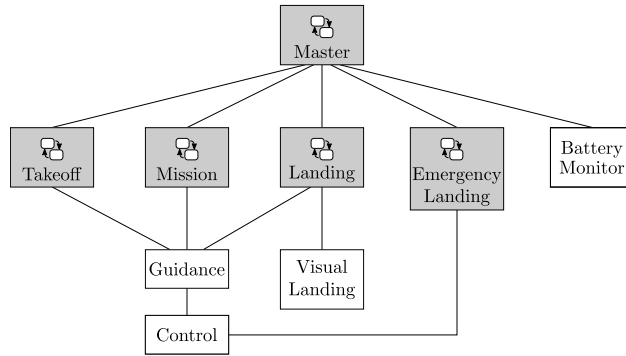 Master
Takeoff
Mission
Landing
Emergency
Landing
Battery
Monitor
Guidance
Visual
Landing
Control